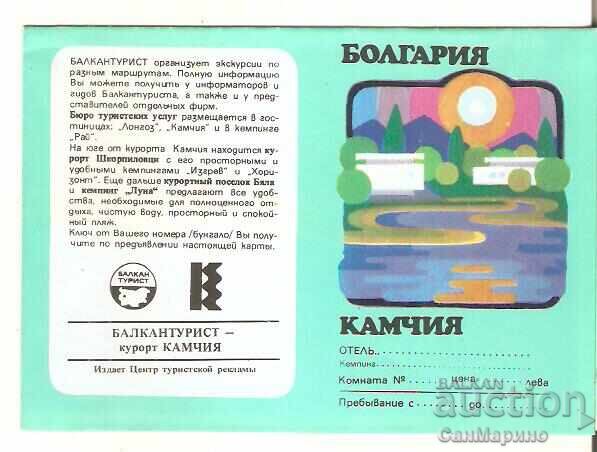 БАЛКАНТУРИСТ организует экскурсии по
разным маршрутам. Полную информацию
Вы можете получить у информаторов и
гидов Балкантуриста, а также и у пред-
ставителей отдольных фирм.
Бюро туристских услуг размещается в гос-
тиницах: „Лонгоз", „Камчия" и в кемпинге
„Рай".
На юге от курорта Камчия находится ку-
рорт Шкорпиловци с его просторными и
удобными кемпингами „Изгрев" и „Хори-
зонт". Еще дальше курортный поселок Бяла
и кемпинг „Луна" предлагают все удоб-
ства, необходимые для полноценного от-
дыха, чистую воду, просторный и спокой-
ный пляж.
Ключ от Вашего номера /бунгало/ Вы полу-
чите по предъявлении настоящей карты.
БАЛКАН
ТУРИСТ
БАЛКАНТУРИСТ —
курорт КАМЧИЯ
Издает Центр туристской рекламы
БОЛГАРИЯ
КАМЧИЯ
ОТЕЛЬ
Кемпинг
Комната № цена лева
Пребывание с до
BALKAN
auction
СанМарино